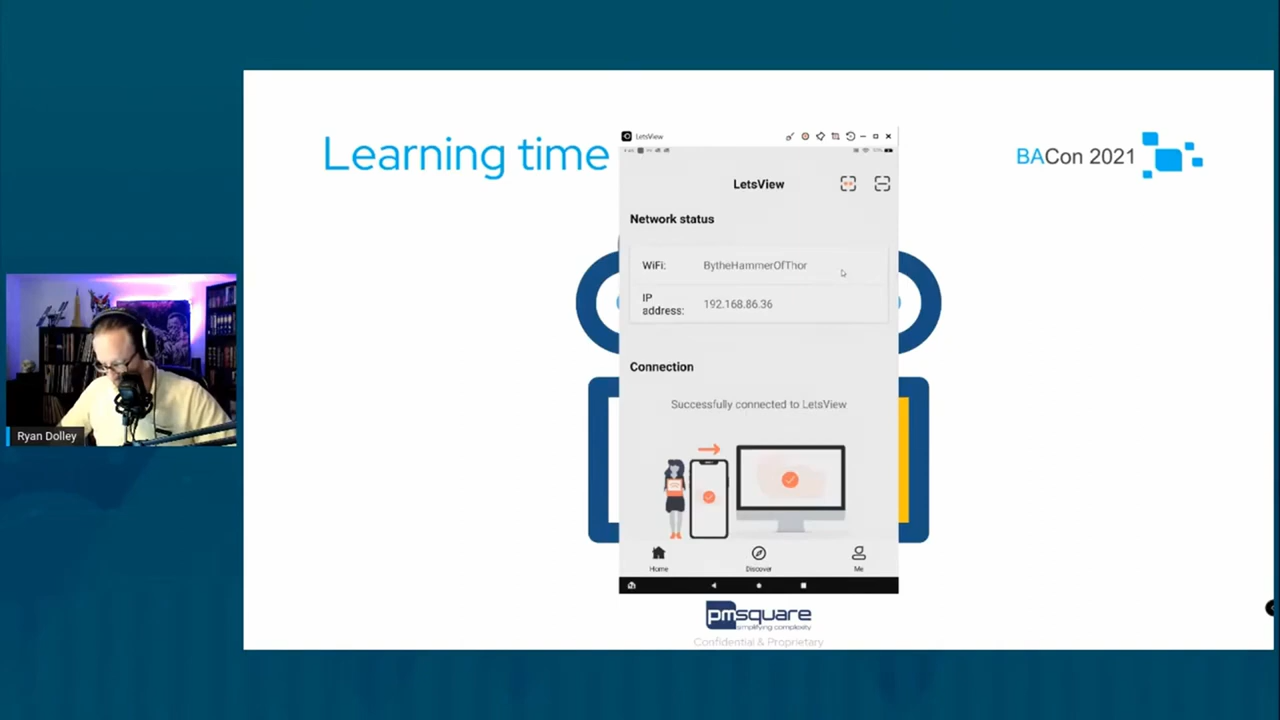 Learning time
BACon 2021
LetsView
LetsView
Network status
WiFi: BytheHammerOfThor
IP address: 192.168.86.36
Connection
Successfully connected to LetsView
Home Discover Me
Ryan Dolley
pmsquare
simplifying complexity
Confidential & Proprietary